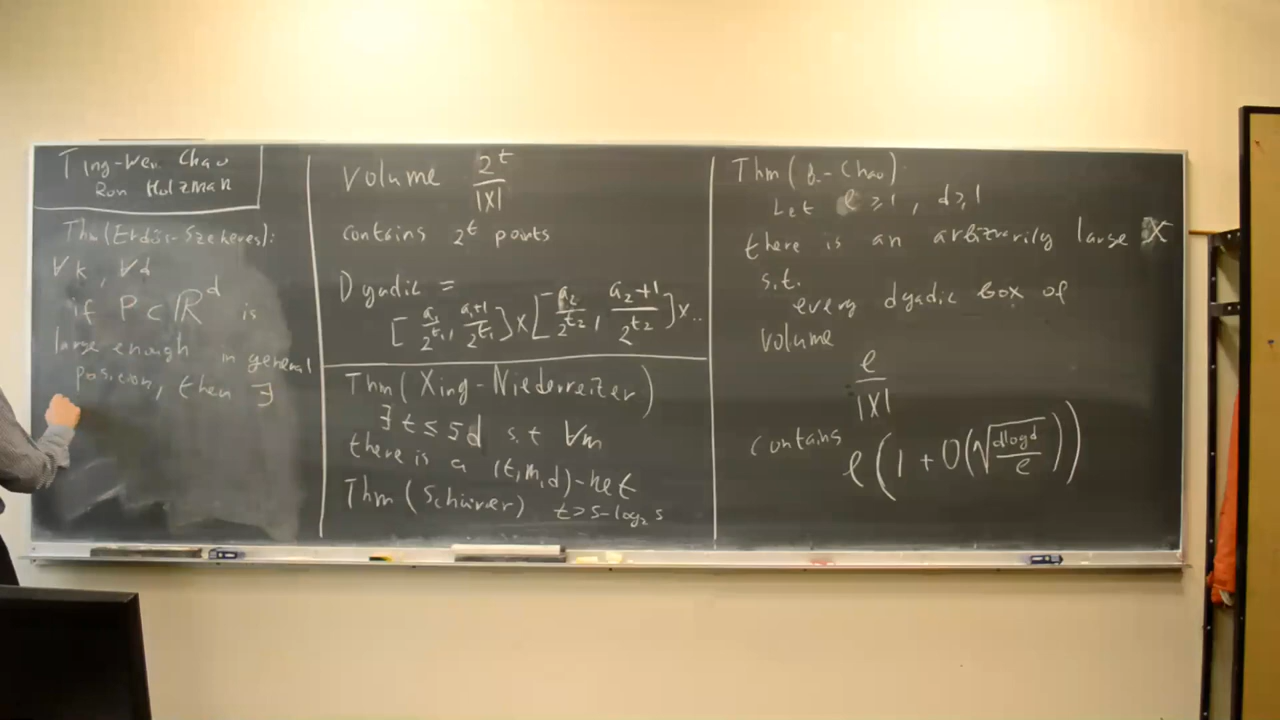 Ting-Wei Chao
Ron Holzman
Thm (Erdős-Szekeres):
∀k, ∀d
if P ⊂ ℝ^d is
large enough in general
position, then ∃
Volume 2^t/|X|
contains 2^t points
Dyadic =
[a₁/2^{t₁}, a₁+1/2^{t₁}] × [a₂/2^{t₂}, a₂+1/2^{t₂}] × ..
Thm (Xing-Niederreiter)
∃ t ≤ 5d s.t ∀m
there is a (t,m,d)-net
Thm (Schürer) t > s - log₂ s
Thm (B.-Chao)
Let ℓ ≥ 1, d ≥ 1
there is an arbitrarily large X
s.t.
every dyadic box of
volume
ℓ/|X|
contains ℓ(1 + O(√(dlogd/ℓ)))